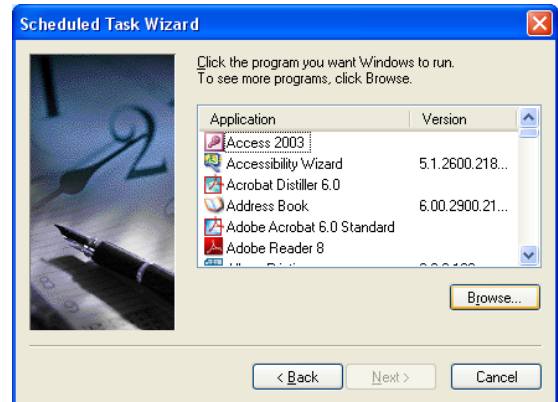 Scheduled Task Wizard
Click the program you want Windows to run.
To see more programs, click Browse.
Application Version
Access 2003
Accessibility Wizard 5.1.2600.218...
Acrobat Distiller 6.0
Address Book 6.00.2900.21...
Adobe Acrobat 6.0 Standard
Adobe Reader 8
Browse...
< Back Next > Cancel